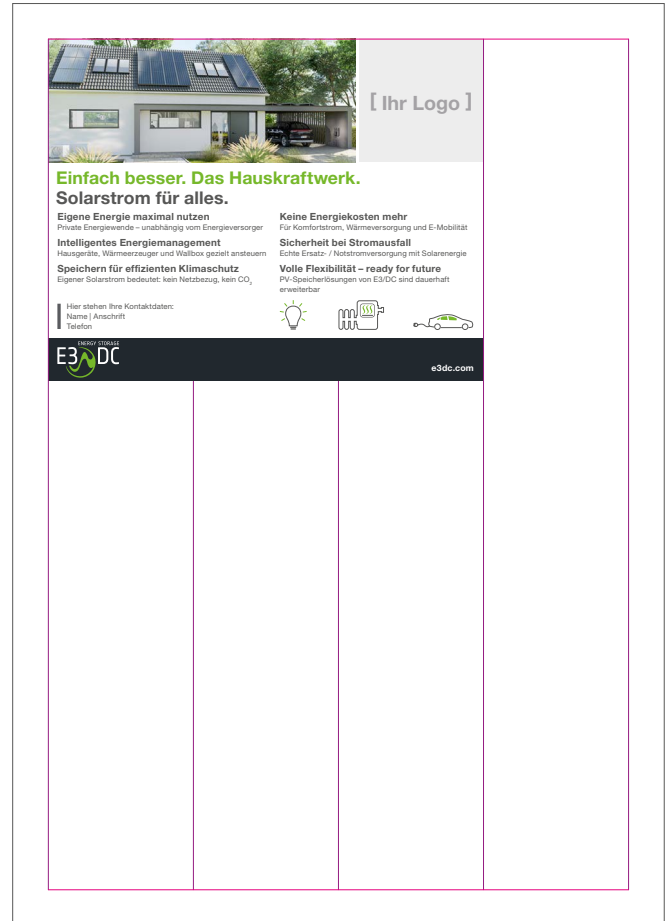 [ Ihr Logo ]
Einfach besser. Das Hauskraftwerk.
Solarstrom für alles.
Eigene Energie maximal nutzen
Private Energiewende – unabhängig vom Energieversorger
Intelligentes Energiemanagement
Hausgeräte, Wärmeerzeuger und Wallbox gezielt ansteuern
Speichern für effizienten Klimaschutz
Eigener Solarstrom bedeutet: kein Netzbezug, kein CO₂
Keine Energiekosten mehr
Für Komfortstrom, Wärmeversorgung und E-Mobilität
Sicherheit bei Stromausfall
Echte Ersatz- / Notstromversorgung mit Solarenergie
Volle Flexibilität – ready for future
PV-Speicherlösungen von E3/DC sind dauerhaft
erweiterbar
Hier stehen Ihre Kontaktdaten:
Name | Anschrift
Telefon
ENERGY STORAGE
E3 DC
e3dc.com